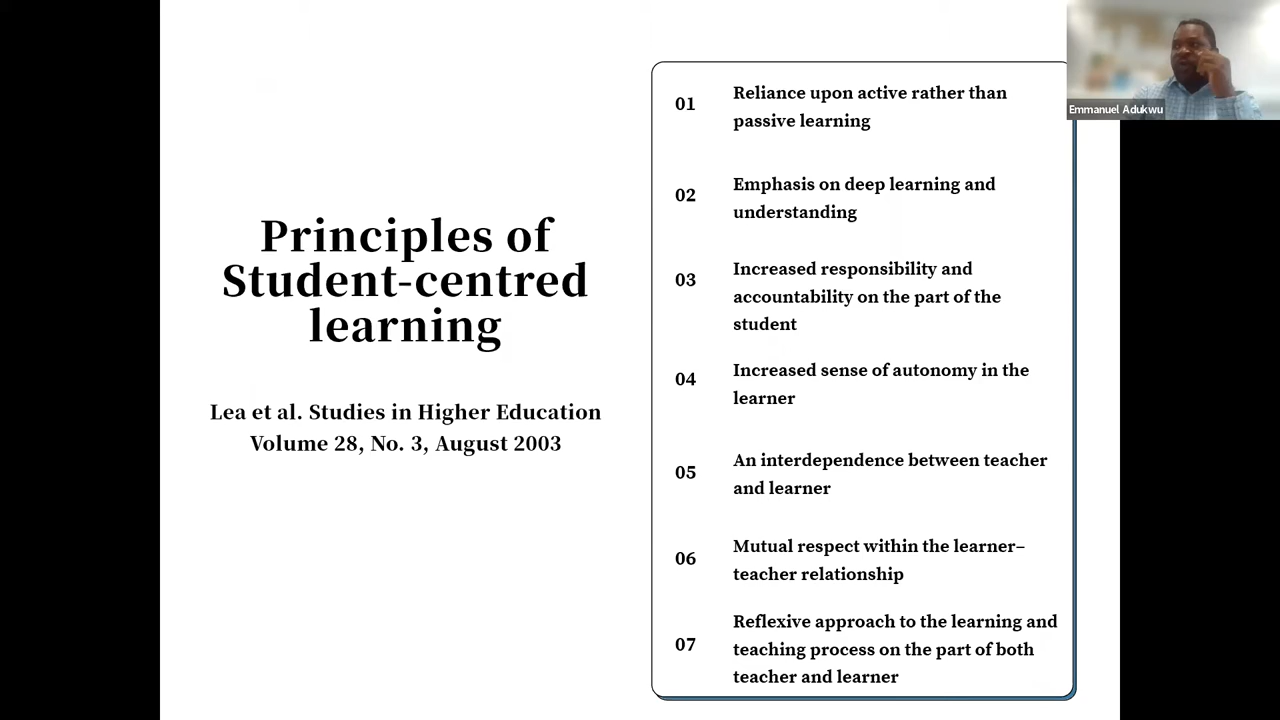 Principles of
Student-centred
learning
Lea et al. Studies in Higher Education
Volume 28, No. 3, August 2003
01
Reliance upon active rather than
passive learning
02
Emphasis on deep learning and
understanding
03
Increased responsibility and
accountability on the part of the
student
04
Increased sense of autonomy in the
learner
05
An interdependence between teacher
and learner
06
Mutual respect within the learner–
teacher relationship
07
Reflexive approach to the learning and
teaching process on the part of both
teacher and learner
Emmanuel Adukwu